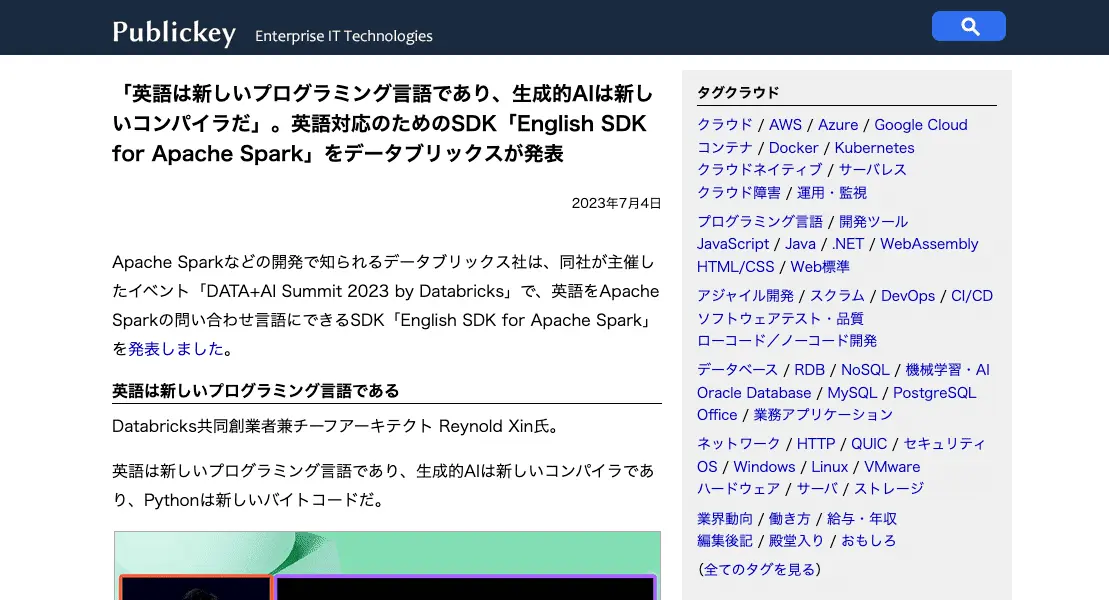 Publickey Enterprise IT Technologies
「英語は新しいプログラミング言語であり、生成的AIは新し
いコンパイラだ」。英語対応のためのSDK「English SDK
for Apache Spark」をデータブリックスが発表
2023年7月4日
Apache Sparkなどの開発で知られるデータブリックス社は、同社が主催し
たイベント「DATA+AI Summit 2023 by Databricks」で、英語をApache
Sparkの問い合わせ言語にできるSDK「English SDK for Apache Spark」
を発表しました。
英語は新しいプログラミング言語である
Databricks共同創業者兼チーフアーキテクト Reynold Xin氏。
英語は新しいプログラミング言語であり、生成的AIは新しいコンパイラであ
り、Pythonは新しいバイトコードだ。
タグクラウド
クラウド / AWS / Azure / Google Cloud
コンテナ / Docker / Kubernetes
クラウドネイティブ / サーバレス
クラウド障害 / 運用・監視
プログラミング言語 / 開発ツール
JavaScript / Java / .NET / WebAssembly
HTML/CSS / Web標準
アジャイル開発 / スクラム / DevOps / CI/CD
ソフトウェアテスト・品質
ローコード／ノーコード開発
データベース / RDB / NoSQL / 機械学習・AI
Oracle Database / MySQL / PostgreSQL
Office / 業務アプリケーション
ネットワーク / HTTP / QUIC / セキュリティ
OS / Windows / Linux / VMware
ハードウェア / サーバ / ストレージ
業界動向 / 働き方 / 給与・年収
編集後記 / 殿堂入り / おもしろ
（全てのタグを見る）